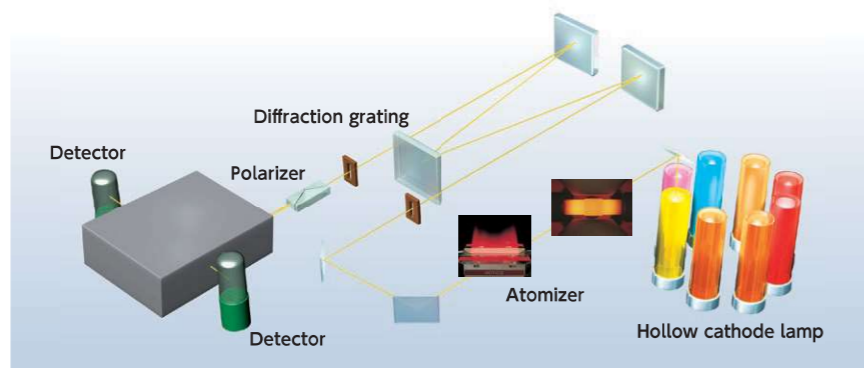 Diffraction grating
Detector
Polarizer
Atomizer
Hollow cathode lamp
Detector